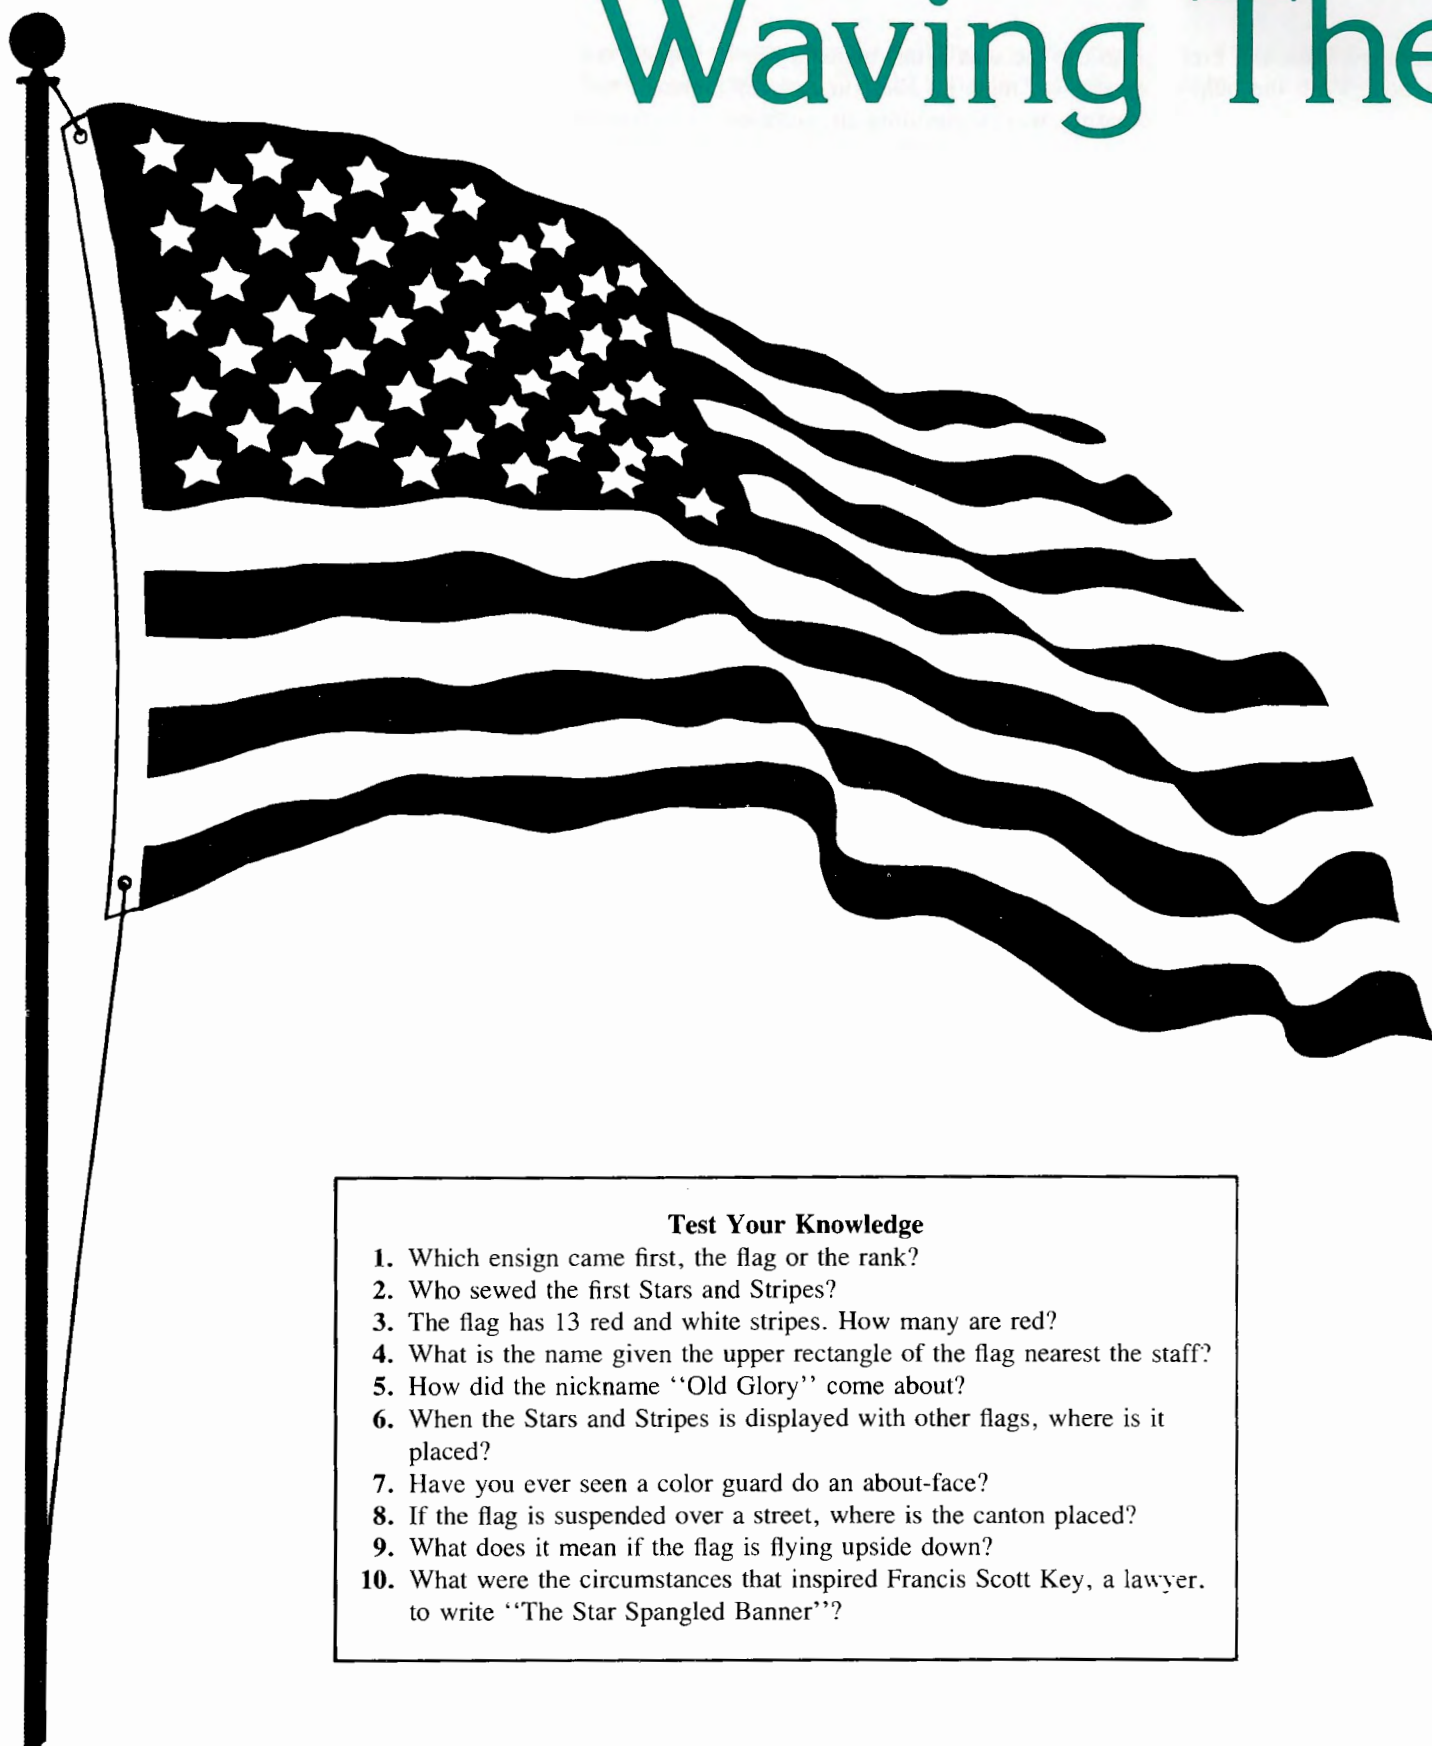 Waving The
Test Your Knowledge
1. Which ensign came first, the flag or the rank?
2. Who sewed the first Stars and Stripes?
3. The flag has 13 red and white stripes. How many are red?
4. What is the name given the upper rectangle of the flag nearest the staff?
5. How did the nickname ‘‘Old Glory’’ come about?
6. When the Stars and Stripes is displayed with other flags, where is it
placed?
7. Have you ever seen a color guard do an about-face?
8. If the flag is suspended over a street, where is the canton placed?
9. What does it mean if the flag is flying upside down?
10. What were the circumstances that inspired Francis Scott Key, a lawyer.
to write ‘‘The Star Spangled Banner’’?